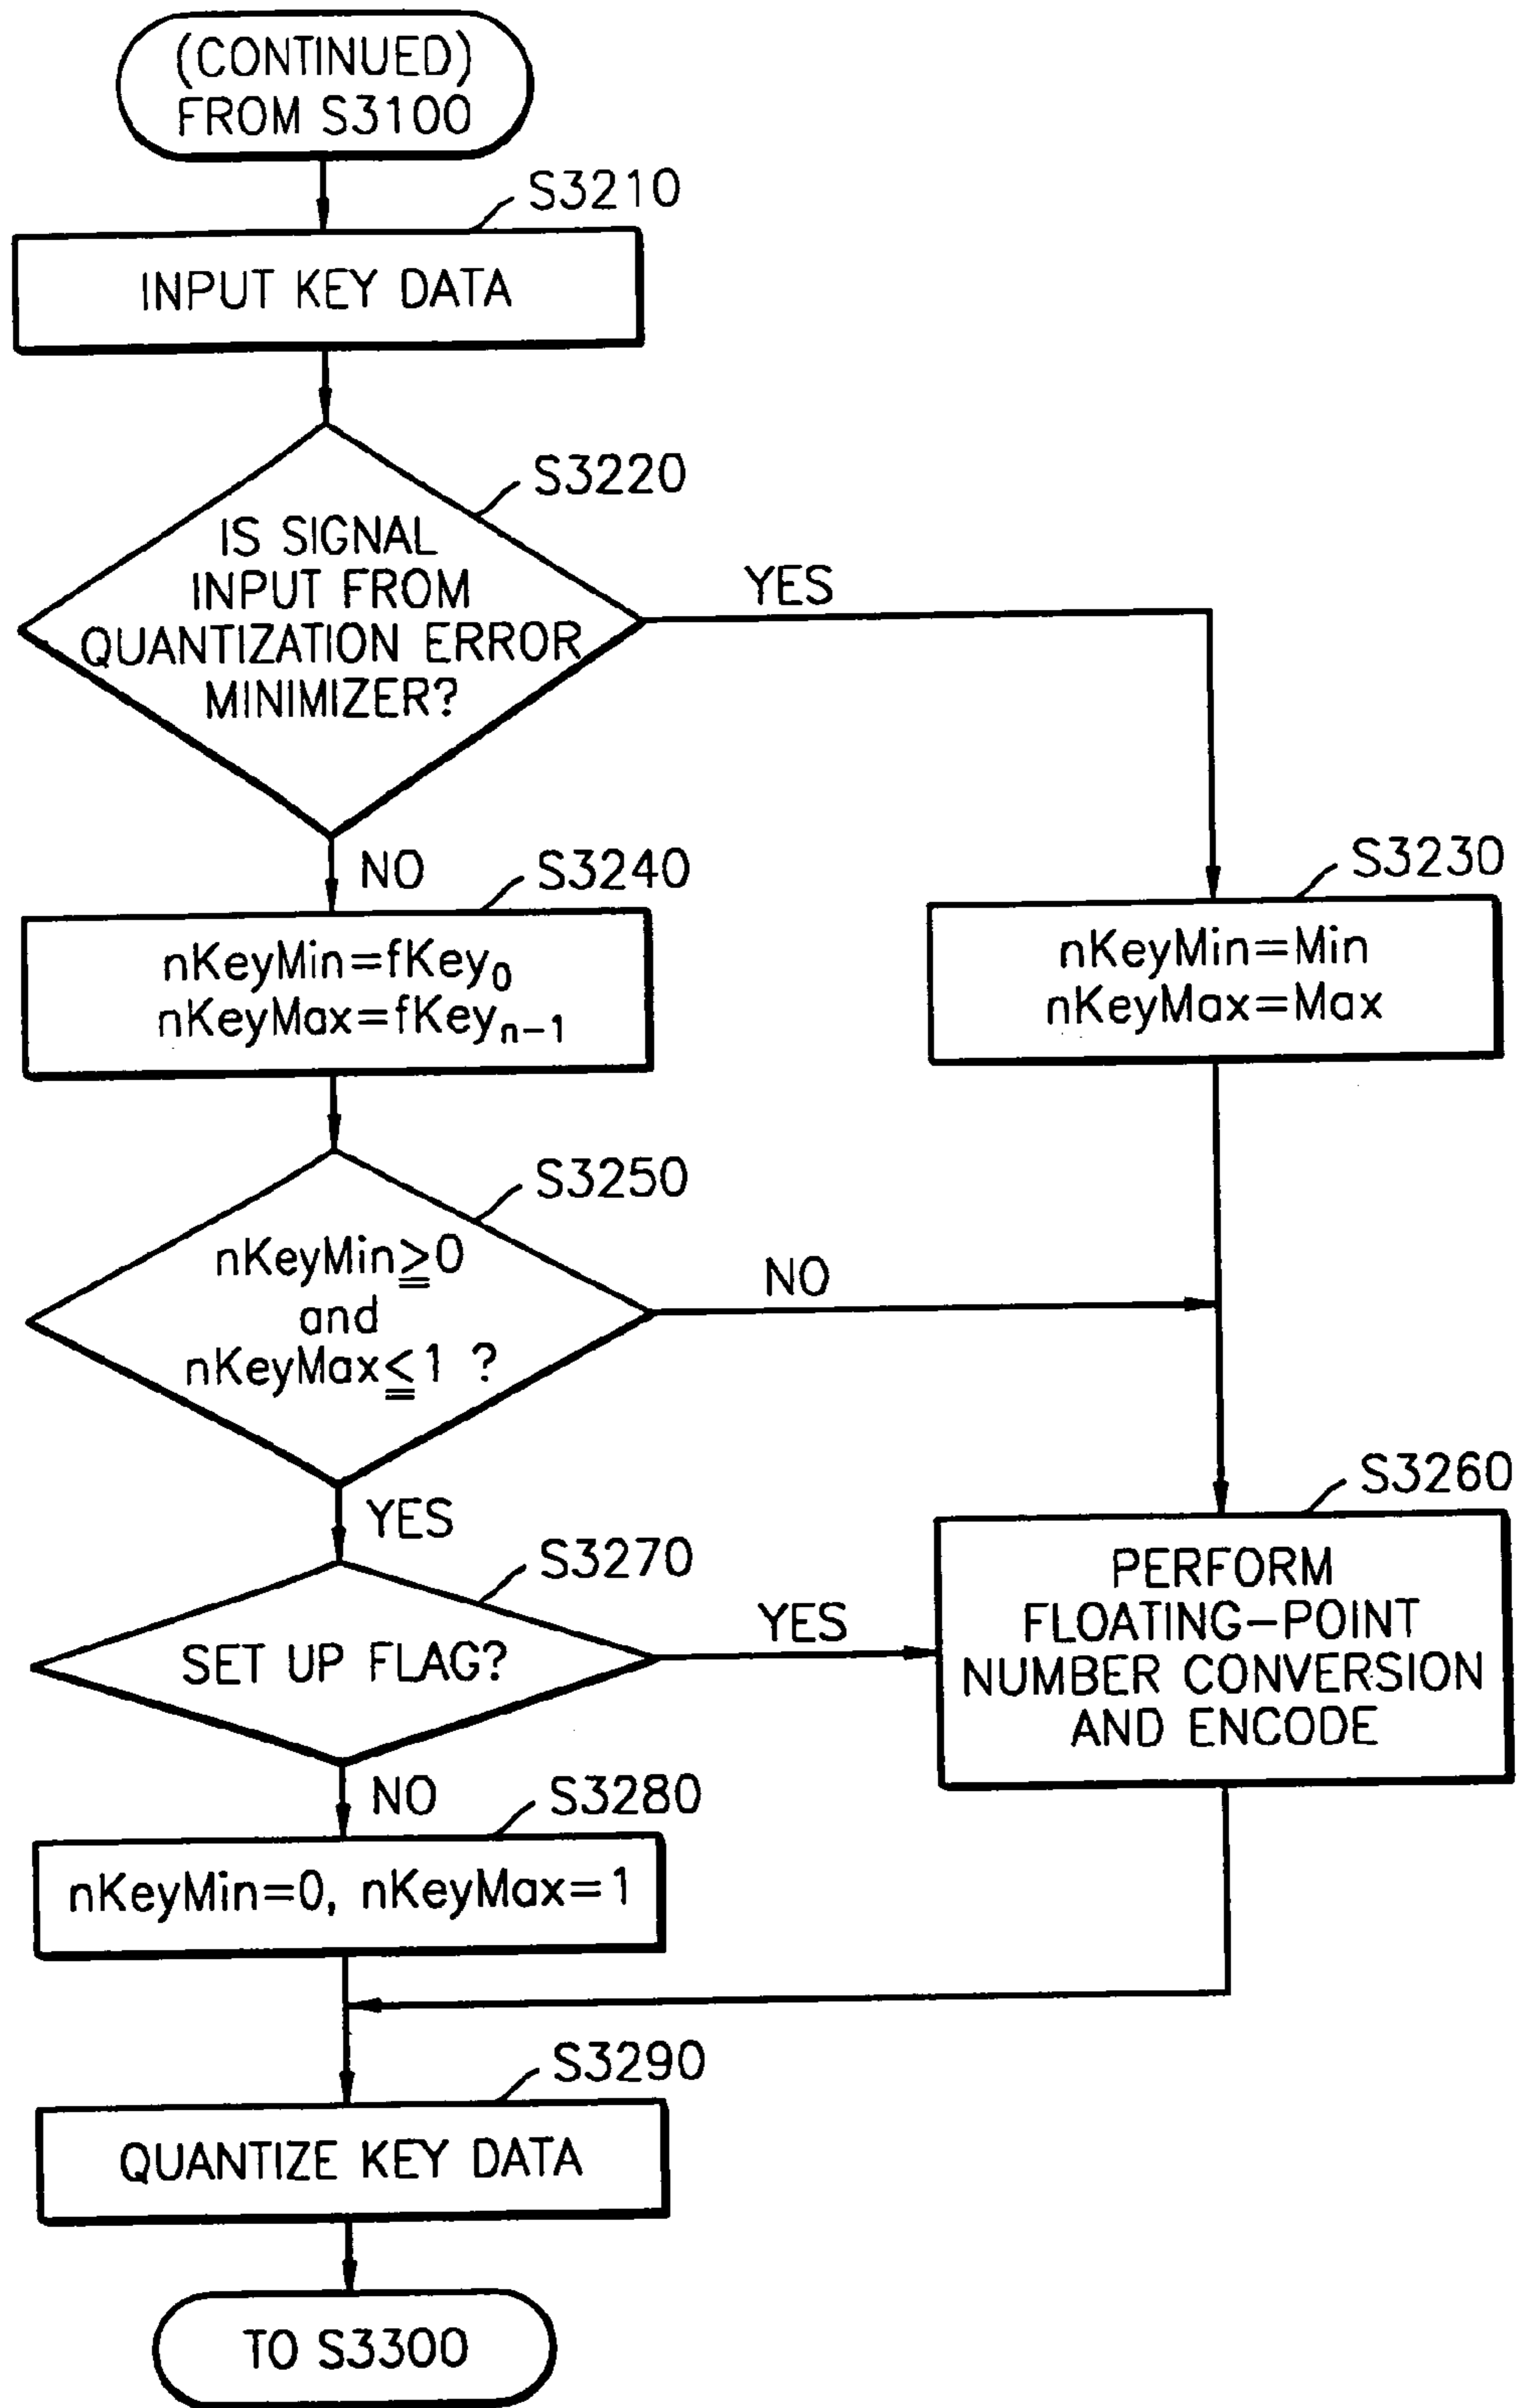 (CONTINUED)
FROM S3100
S3210
INPUT KEY DATA
S3220
IS SIGNAL
INPUT FROM
QUANTIZATION ERROR
MINIMIZER?
YES
NO
S3240
nKeyMin=fKey₀
nKeyMax=fKeyₙ₋₁
S3230
nKeyMin=Min
nKeyMax=Max
S3250
nKeyMin≧0
and
nKeyMax≦1 ?
NO
YES
S3260
PERFORM
FLOATING-POINT
NUMBER CONVERSION
AND ENCODE
S3270
SET UP FLAG?
YES
NO
S3280
nKeyMin=0, nKeyMax=1
S3290
QUANTIZE KEY DATA
TO S3300